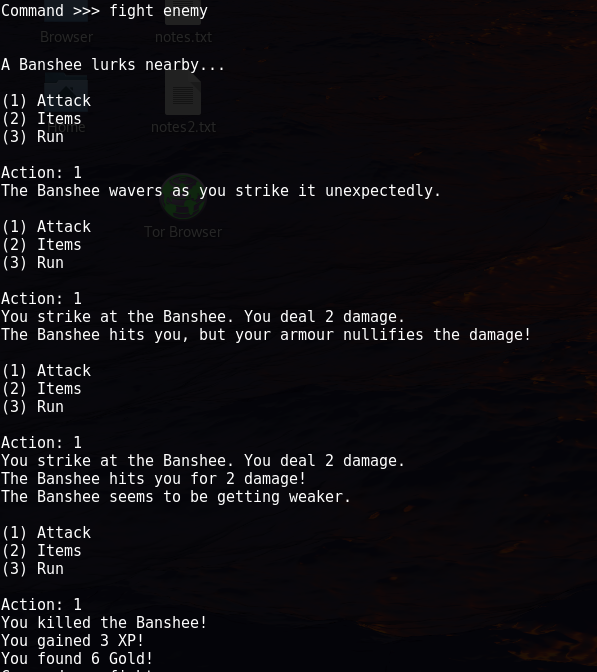 Command >>> fight enemy
Browser
notes.txt
A Banshee lurks nearby...
(1) Attack
(2) Items
(3) Run
Home
notes2.txt
Action: 1
The Banshee wavers as you strike it unexpectedly.
Tor Browser
(1) Attack
(2) Items
(3) Run
Action: 1
You strike at the Banshee. You deal 2 damage.
The Banshee hits you, but your armour nullifies the damage!
(1) Attack
(2) Items
(3) Run
Action: 1
You strike at the Banshee. You deal 2 damage.
The Banshee hits you for 2 damage!
The Banshee seems to be getting weaker.
(1) Attack
(2) Items
(3) Run
Action: 1
You killed the Banshee!
You gained 3 XP!
You found 6 Gold!